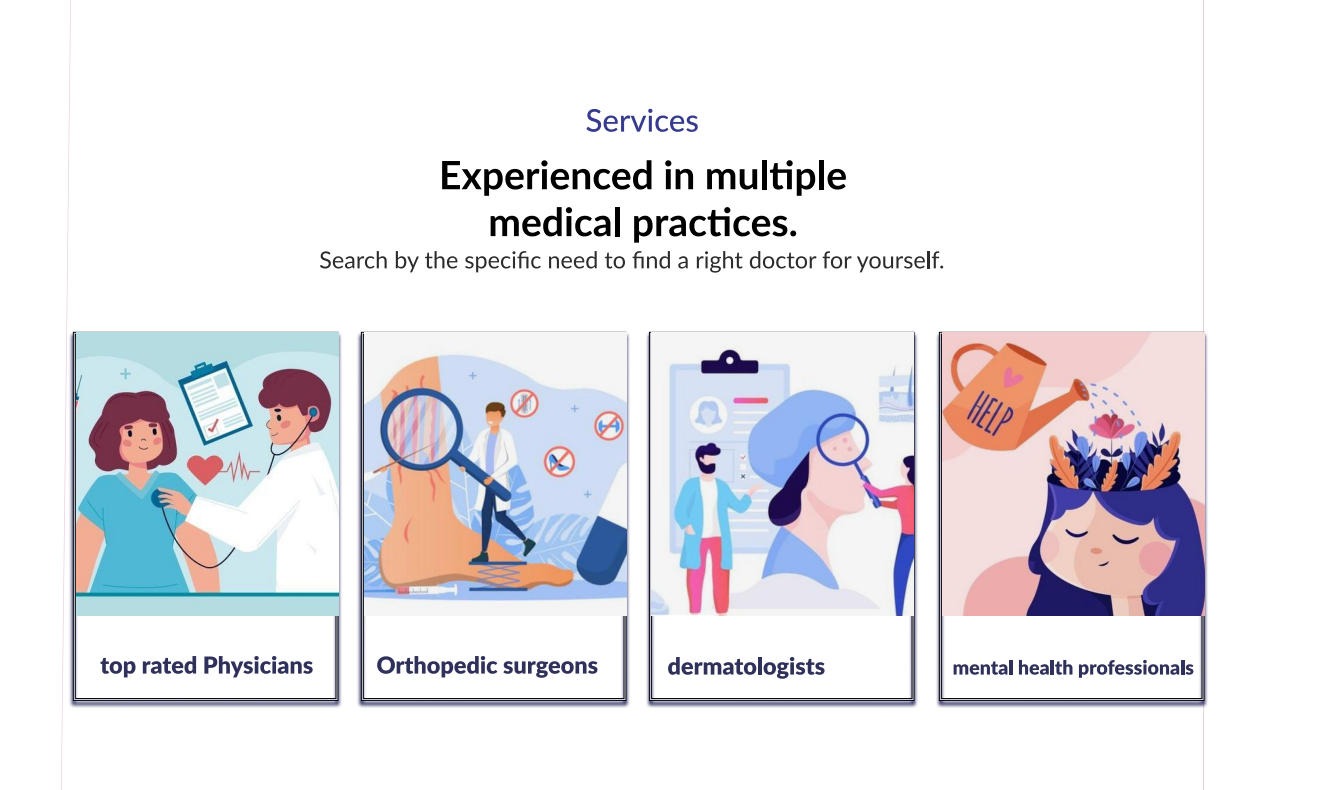 Services
Experienced in multiple
medical practices.
Search by the specific need to find a right doctor for yourself.
HELP
top rated Physicians
Orthopedic surgeons
dermatologists
mental health professionals